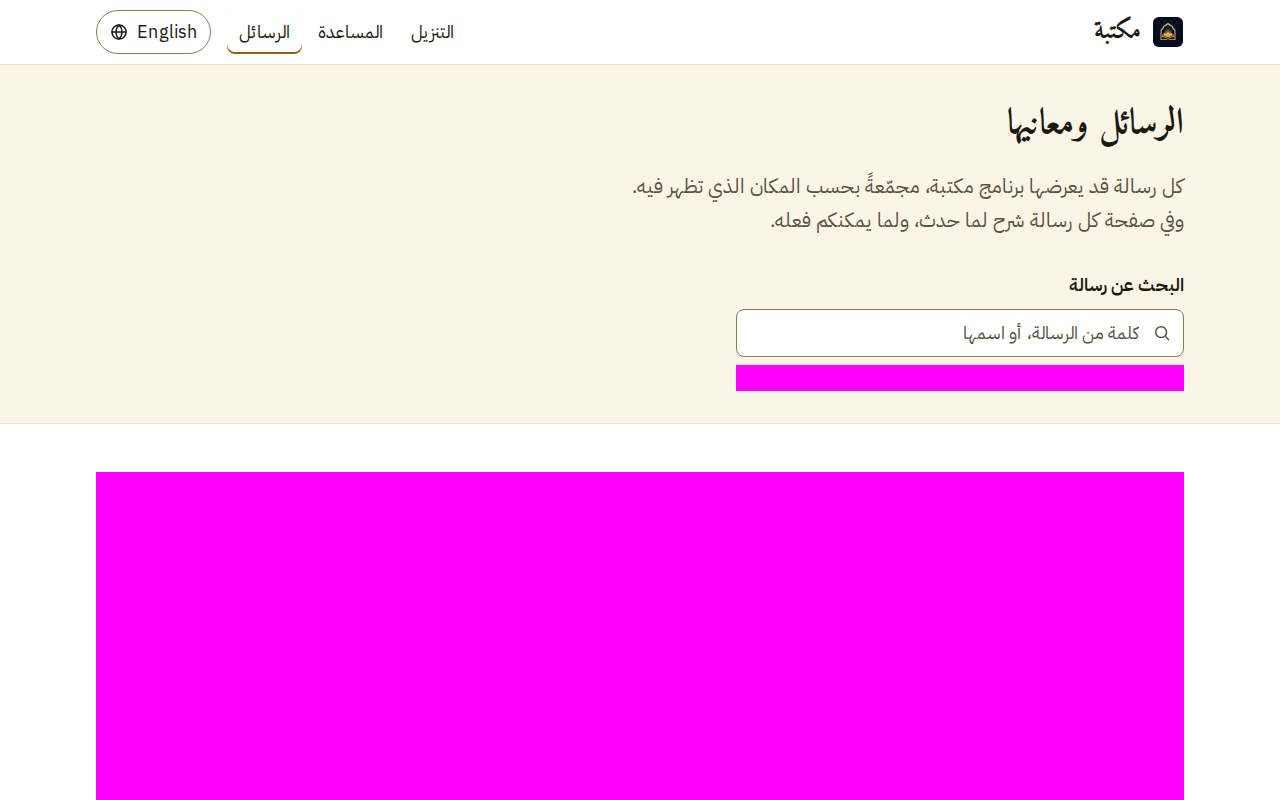 مكتبة
التنزيل
المساعدة
الرسائل
English
الرسائل ومعانيها
كل رسالة قد يعرضها برنامج مكتبة، مجمّعةً بحسب المكان الذي تظهر فيه.
وفي صفحة كل رسالة شرح لما حدث، ولما يمكنكم فعله.
البحث عن رسالة
كلمة من الرسالة، أو اسمها